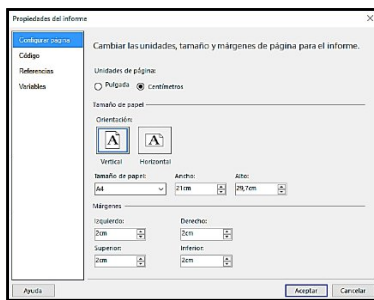 Propiedades del informe
Configurar página
Código
Referencias
Variables
Cambiar las unidades, tamaño y márgenes de página para el informe.
Unidades de página:
Pulgada Centímetros
Tamaño de papel
Orientación:
A A
Vertical Horizontal
Tamaño de papel: Ancho: Alto:
A4 21cm 29,7cm
Márgenes
Izquierdo: Derecho:
2cm 2cm
Superior: Inferior:
2cm 2cm
Ayuda Aceptar Cancelar